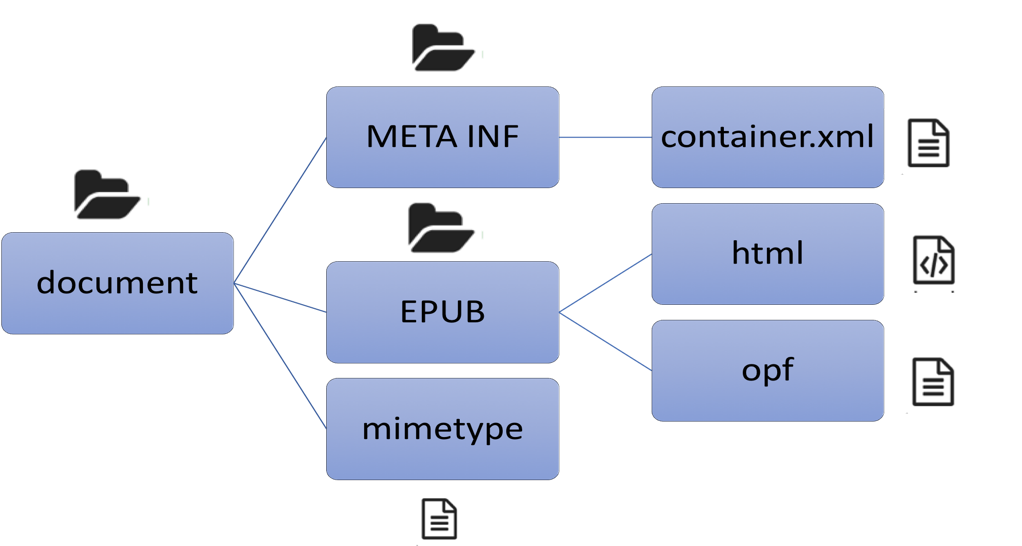 document
META INF
EPUB
mimetype
container.xml
html
opf